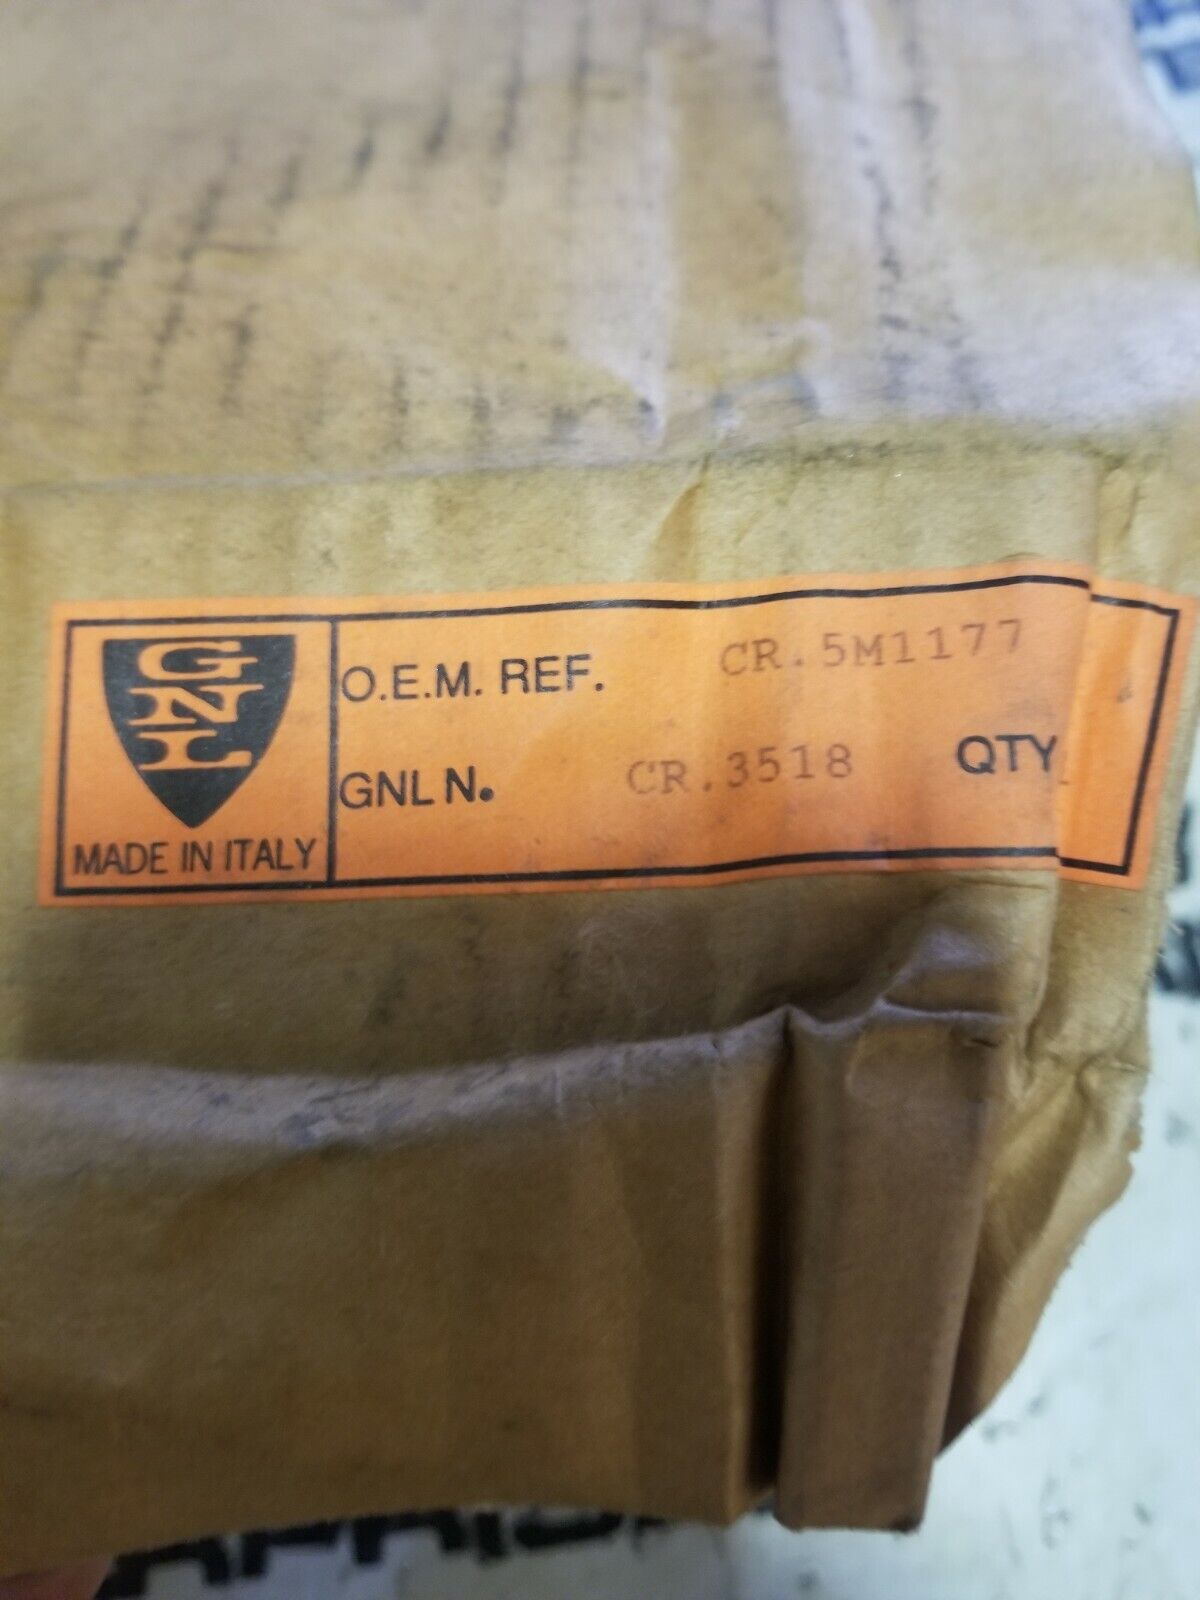 GNL
MADE IN ITALY
O.E.M. REF. CR.5M1177
GNL N. CR.3518 QTY